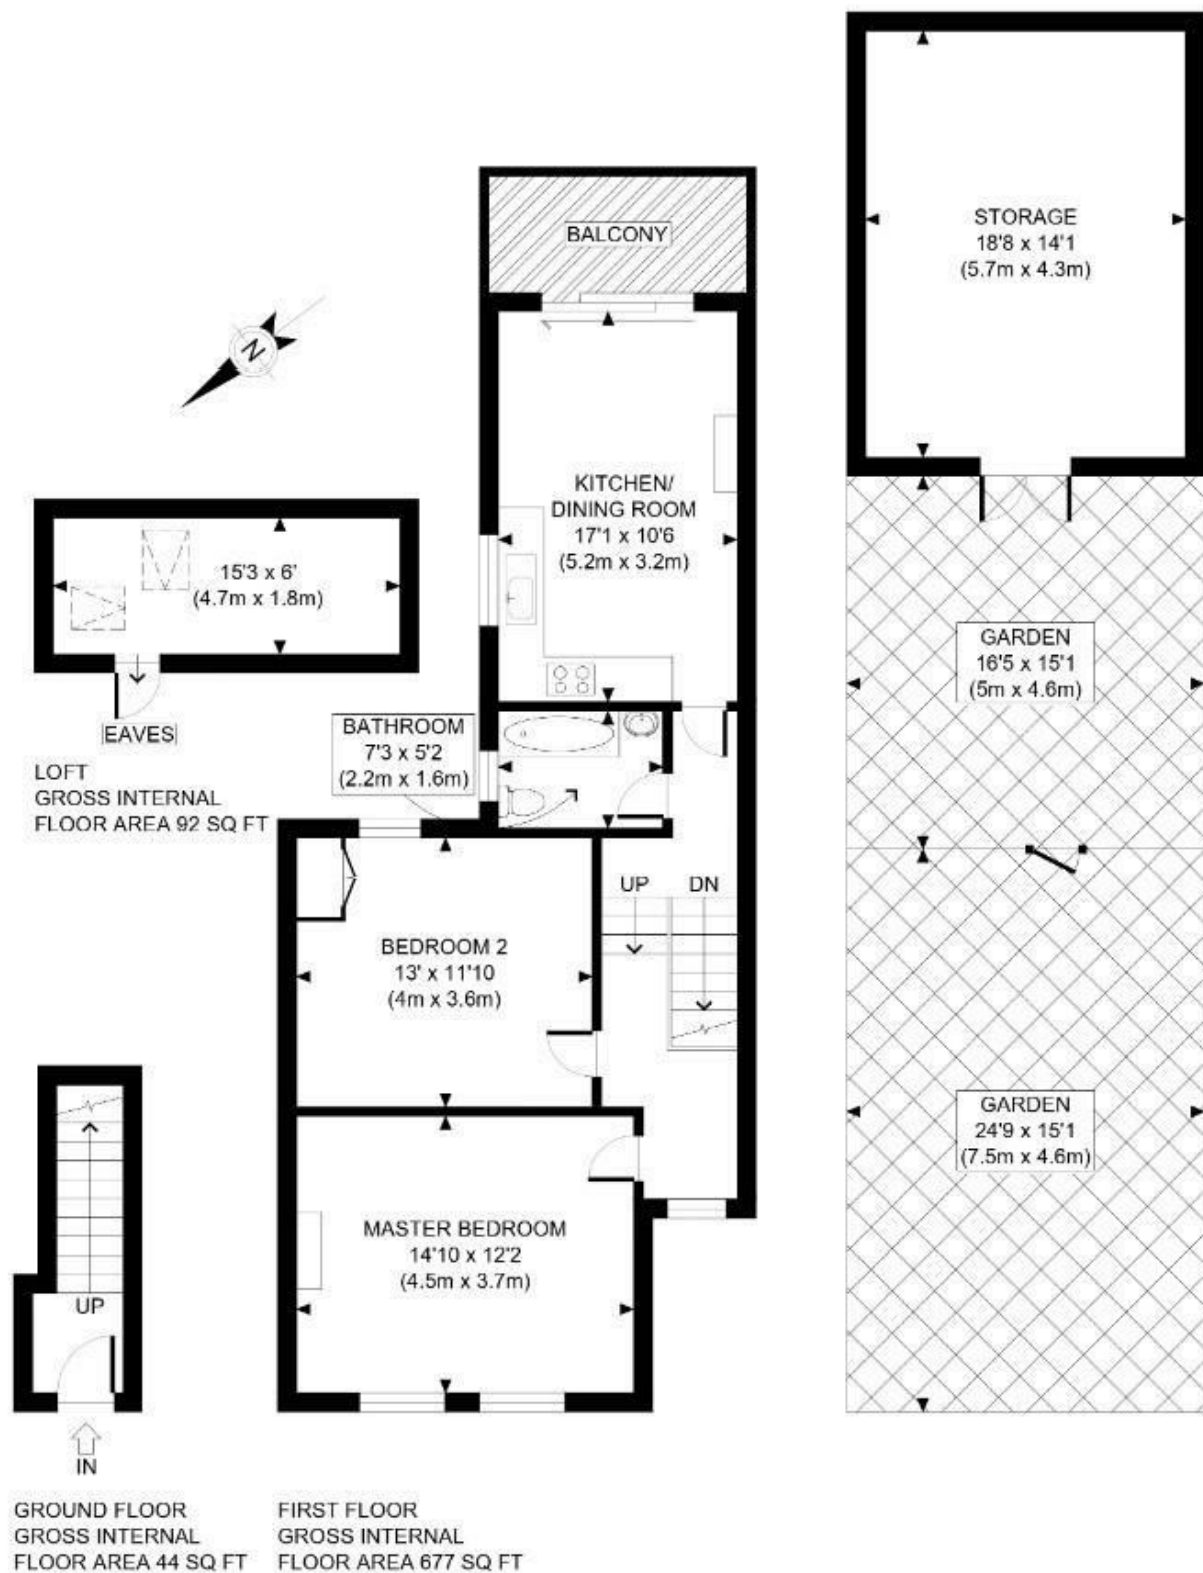 STORAGE
18'8 x 14'1
(5.7m x 4.3m)
BALCONY
N
KITCHEN/
DINING ROOM
17'1 x 10'6
(5.2m x 3.2m)
15'3 x 6'
(4.7m x 1.8m)
EAVES
LOFT
GROSS INTERNAL
FLOOR AREA 92 SQ FT
GARDEN
16'5 x 15'1
(5m x 4.6m)
BATHROOM
7'3 x 5'2
(2.2m x 1.6m)
UP
DN
BEDROOM 2
13' x 11'10
(4m x 3.6m)
GARDEN
24'9 x 15'1
(7.5m x 4.6m)
MASTER BEDROOM
14'10 x 12'2
(4.5m x 3.7m)
UP
IN
GROUND FLOOR
GROSS INTERNAL
FLOOR AREA 44 SQ FT
FIRST FLOOR
GROSS INTERNAL
FLOOR AREA 677 SQ FT